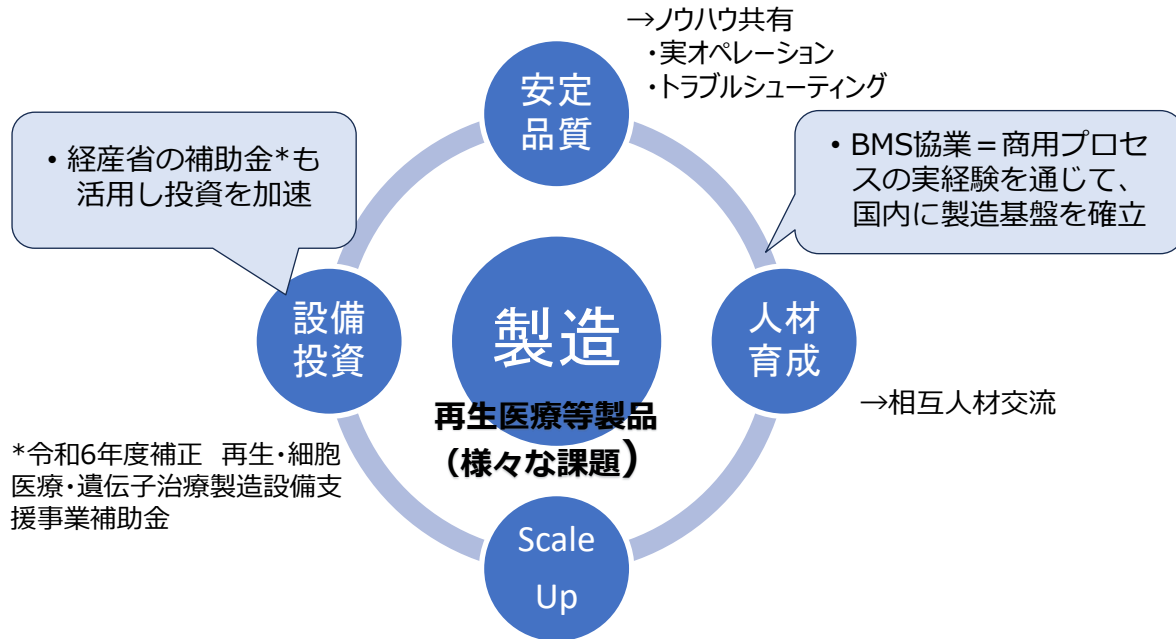 →ノウハウ共有
・実オペレーション
・トラブルシューティング
安定
品質
• 経産省の補助金*も
活用し投資を加速
• BMS協業＝商用プロセ
スの実経験を通じて、
国内に製造基盤を確立
設備
投資
製造
人材
育成
再生医療等製品
（様々な課題）
→相互人材交流
*令和6年度補正　再生・細胞
医療・遺伝子治療製造設備支
援事業補助金
Scale
Up